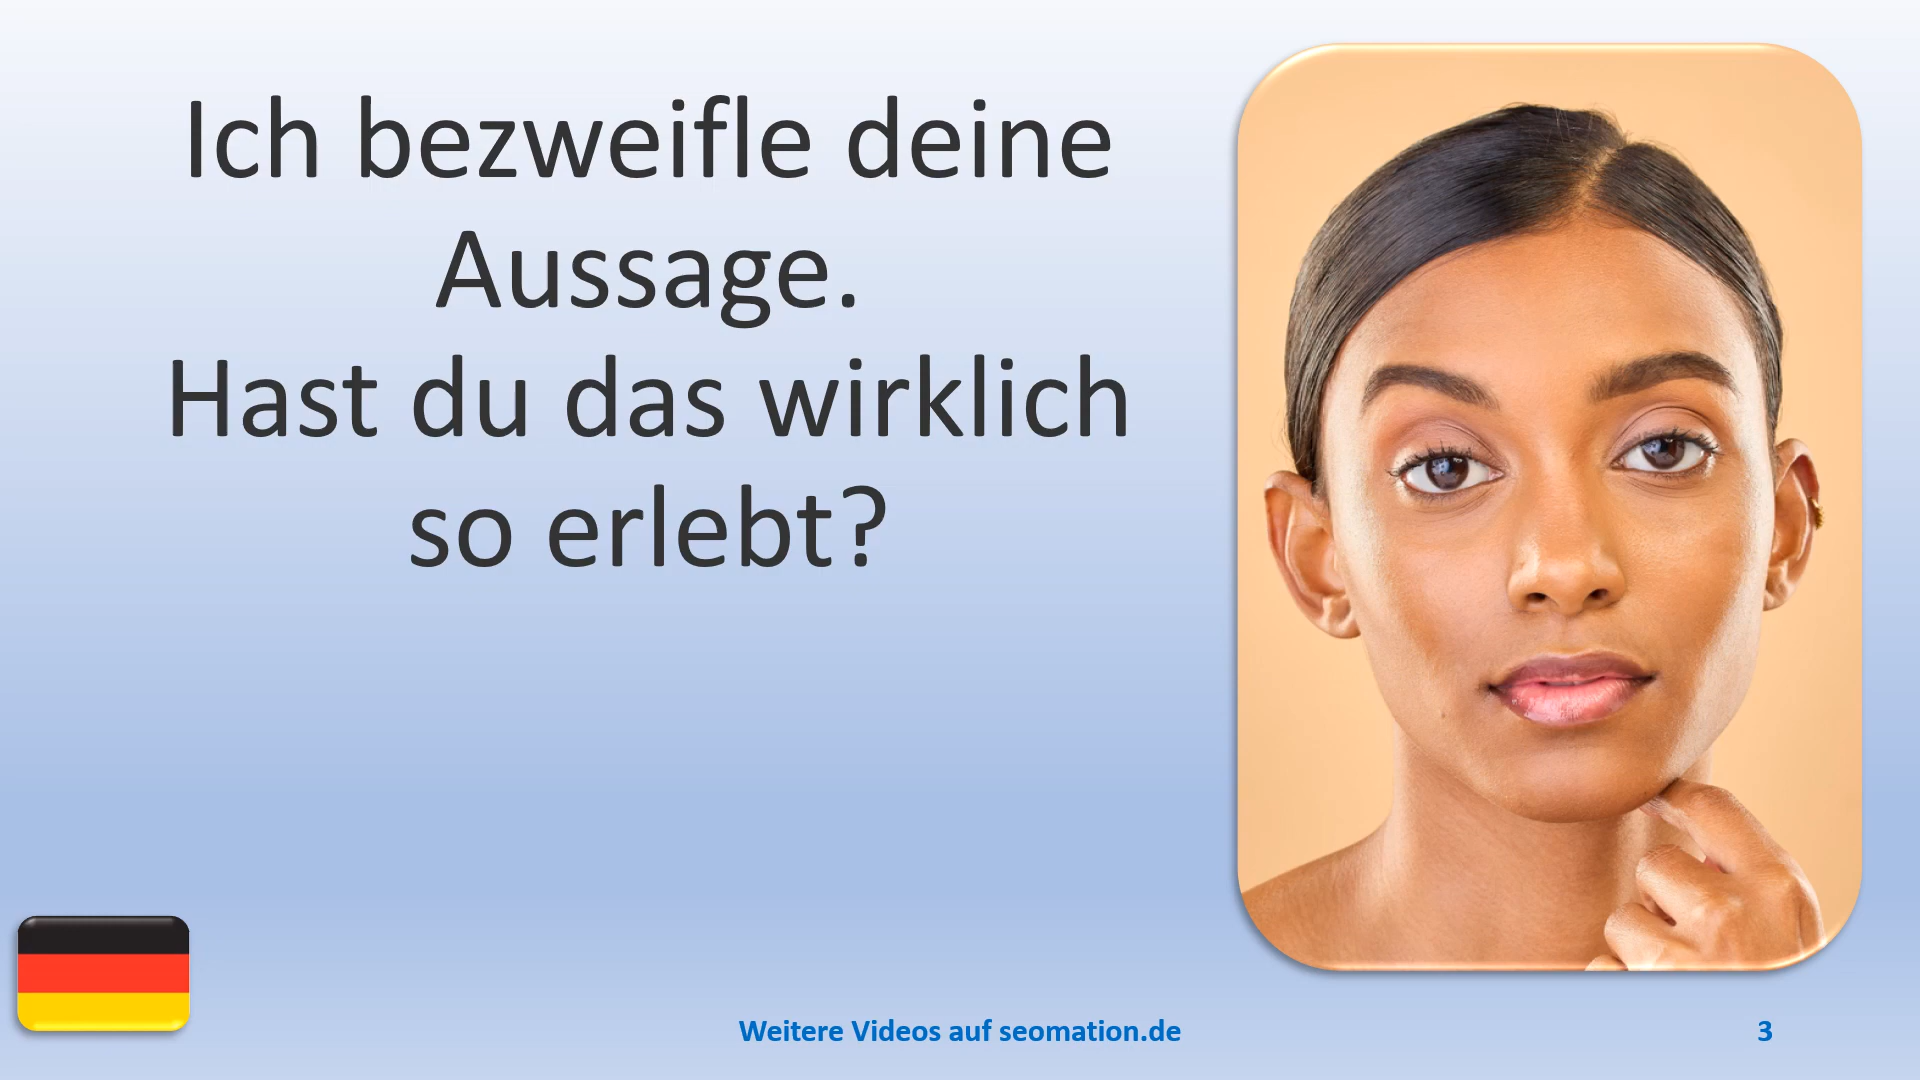 Ich bezweifle deine
Aussage.
Hast du das wirklich
so erlebt?
Weitere Videos auf seomation.de
3